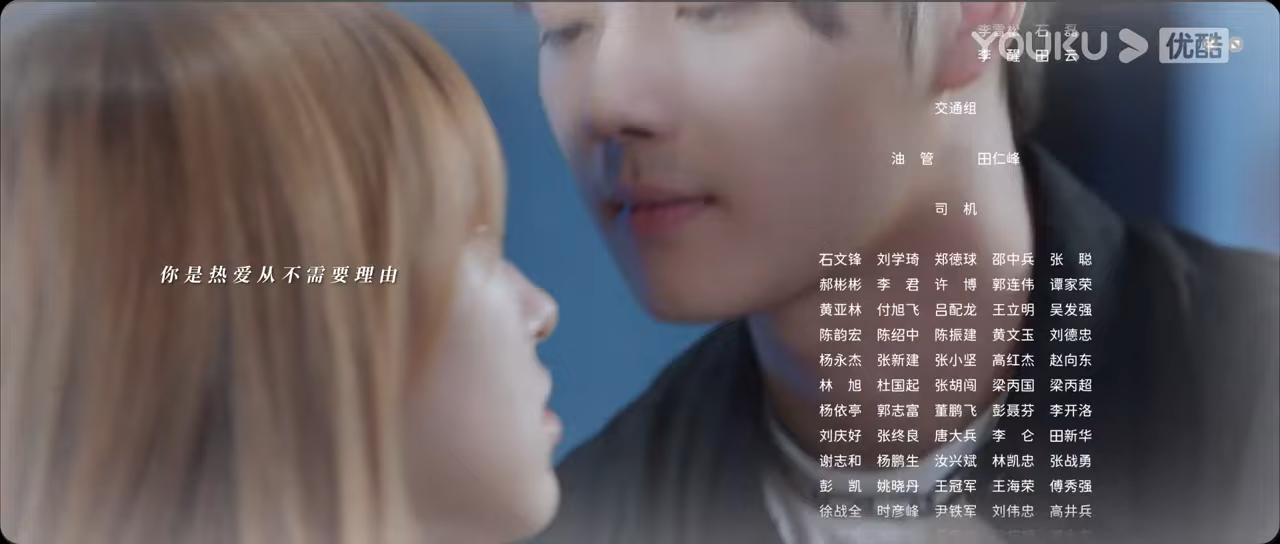 李雪松 石磊
YOUKU 优酷
李醒 田云
交通组
油管 田仁峰
司机
你是热爱从不需要理由
石文锋 刘学琦 郑德球 邵中兵 张聪
郝彬彬 李君 许博 郭连伟 谭家荣
黄亚林 付旭飞 吕配龙 王立明 吴发强
陈韵宏 陈绍中 陈振建 黄文玉 刘德忠
杨永杰 张新建 张小坚 高红杰 赵向东
林旭 杜国起 张胡闯 梁丙国 梁丙超
杨依亭 郭志富 董鹏飞 彭聂芬 李开洛
刘庆好 张终良 唐大兵 李仑 田新华
谢志和 杨鹏生 汝兴斌 林凯忠 张战勇
彭凯 姚晓丹 王冠军 王海荣 傅秀强
徐战全 时彦峰 尹铁军 刘伟忠 高井兵